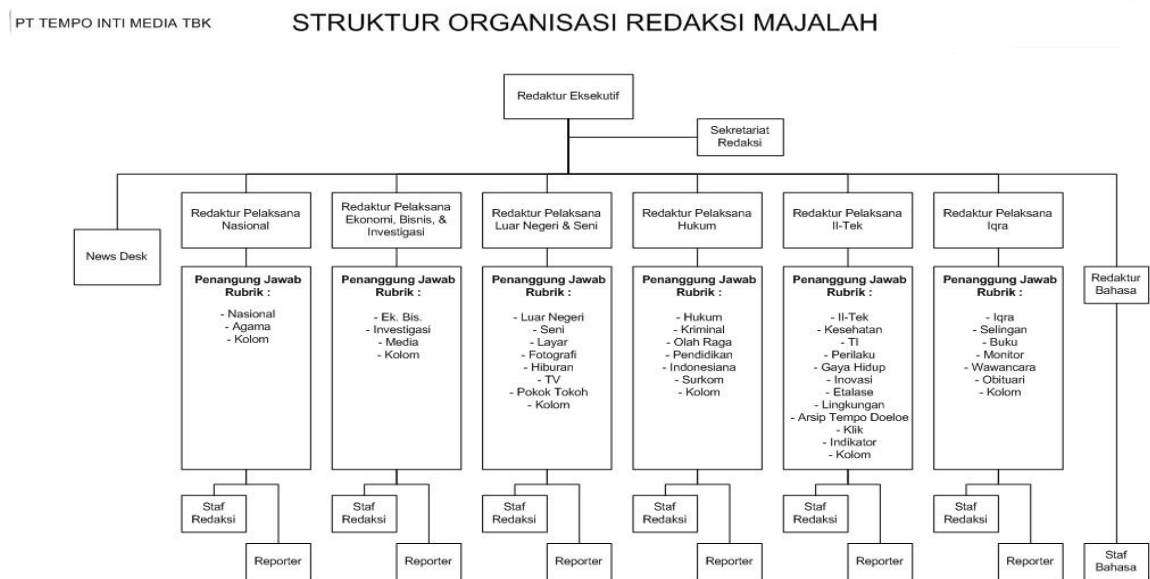 PT TEMPO INTI MEDIA TBK
STRUKTUR ORGANISASI REDAKSI MAJALAH
Redaktur Eksekutif
Sekretariat
Redaksi
News Desk
Redaktur Pelaksana
Nasional
Redaktur Pelaksana
Ekonomi, Bisnis, &
Investigasi
Redaktur Pelaksana
Luar Negeri & Seni
Redaktur Pelaksana
Hukum
Redaktur Pelaksana
Il-Tek
Redaktur Pelaksana
Iqra
Redaktur
Bahasa
Penangung Jawab
Rubrik :
- Nasional
- Agama
- Kolom
Penanggung Jawab
Rubrik :
- Ek. Bis.
- Investigasi
- Media
- Kolom
Penanggung Jawab
Rubrik :
- Luar Negeri
- Seni
- Layar
- Fotografi
- Hiburan
- TV
- Pokok Tokoh
- Kolom
Penanggung Jawab
Rubrik :
- Hukum
- Kriminal
- Olah Raga
- Pendidikan
- Indonesiana
- Surkom
- Kolom
Penanggung Jawab
Rubrik :
- Il-Tek
- Kesehatan
- TI
- Perilaku
- Gaya Hidup
- Inovasi
- Etalase
- Lingkungan
- Arsip Tempo Doeloe
- Klik
- Indikator
- Kolom
Penanggung Jawab
Rubrik :
- Iqra
- Selingan
- Buku
- Monitor
- Wawancara
- Obituari
- Kolom
Staf
Redaksi
Reporter
Staf
Redaksi
Reporter
Staf
Redaksi
Reporter
Staf
Redaksi
Reporter
Staf
Redaksi
Reporter
Staf
Redaksi
Reporter
Staf
Bahasa